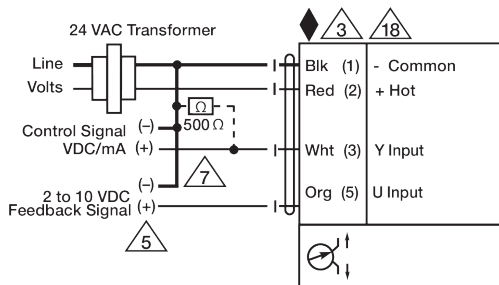 24 VAC Transformer
3 18
Line Blk (1) - Common
Volts Red (2) + Hot
Ω
500 Ω
Control Signal (–)
VDC/mA (+) Wht (3) Y Input
7
2 to 10 VDC (–)
Feedback Signal (+) Org (5) U Input
5